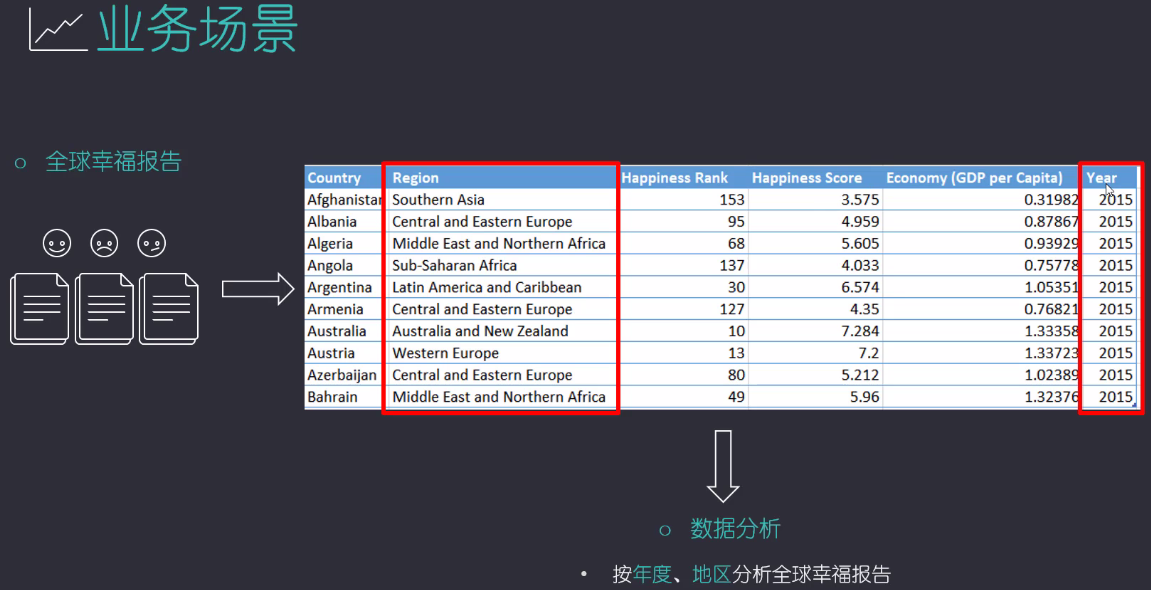 业务场景
全球幸福报告
Country Region Happiness Rank Happiness Score Economy (GDP per Capita) Year
Afghanistan Southern Asia 153 3.575 0.31982 2015
Albania Central and Eastern Europe 95 4.959 0.87867 2015
Algeria Middle East and Northern Africa 68 5.605 0.93929 2015
Angola Sub-Saharan Africa 137 4.033 0.75778 2015
Argentina Latin America and Caribbean 30 6.574 1.05351 2015
Armenia Central and Eastern Europe 127 4.35 0.76821 2015
Australia Australia and New Zealand 10 7.284 1.33358 2015
Austria Western Europe 13 7.2 1.33723 2015
Azerbaijan Central and Eastern Europe 80 5.212 1.02389 2015
Bahrain Middle East and Northern Africa 49 5.96 1.32376 2015
数据分析
按年度、地区分析全球幸福报告